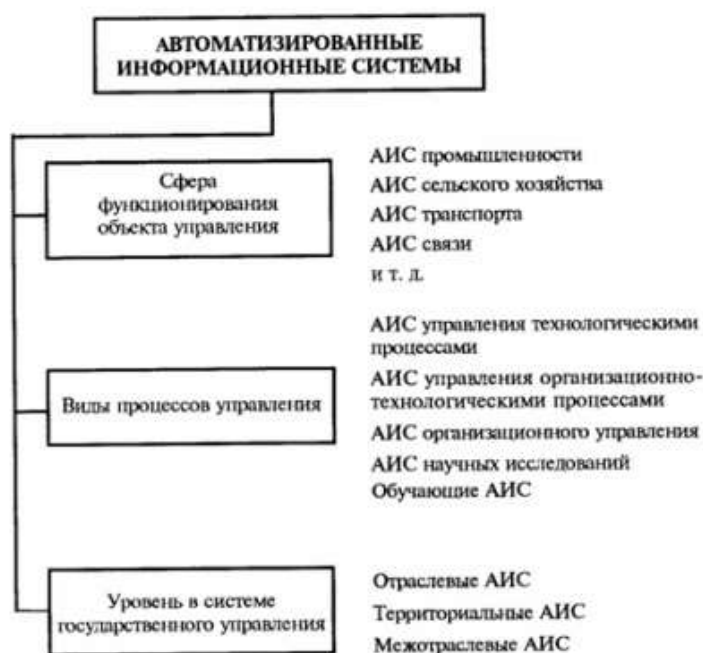 АВТОМАТИЗИРОВАННЫЕ
ИНФОРМАЦИОННЫЕ СИСТЕМЫ
Сфера
функционирования
объекта управления
АИС промышленности
АИС сельского хозяйства
АИС транспорта
АИС связи
и т. д.
Виды процессов управления
АИС управления технологическими
процессами
АИС управления организационно-
технологическими процессами
АИС организационного управления
АИС научных исследований
Обучающие АИС
Уровень в системе
государственного управления
Отраслевые АИС
Территориальные АИС
Межотраслевые АИС